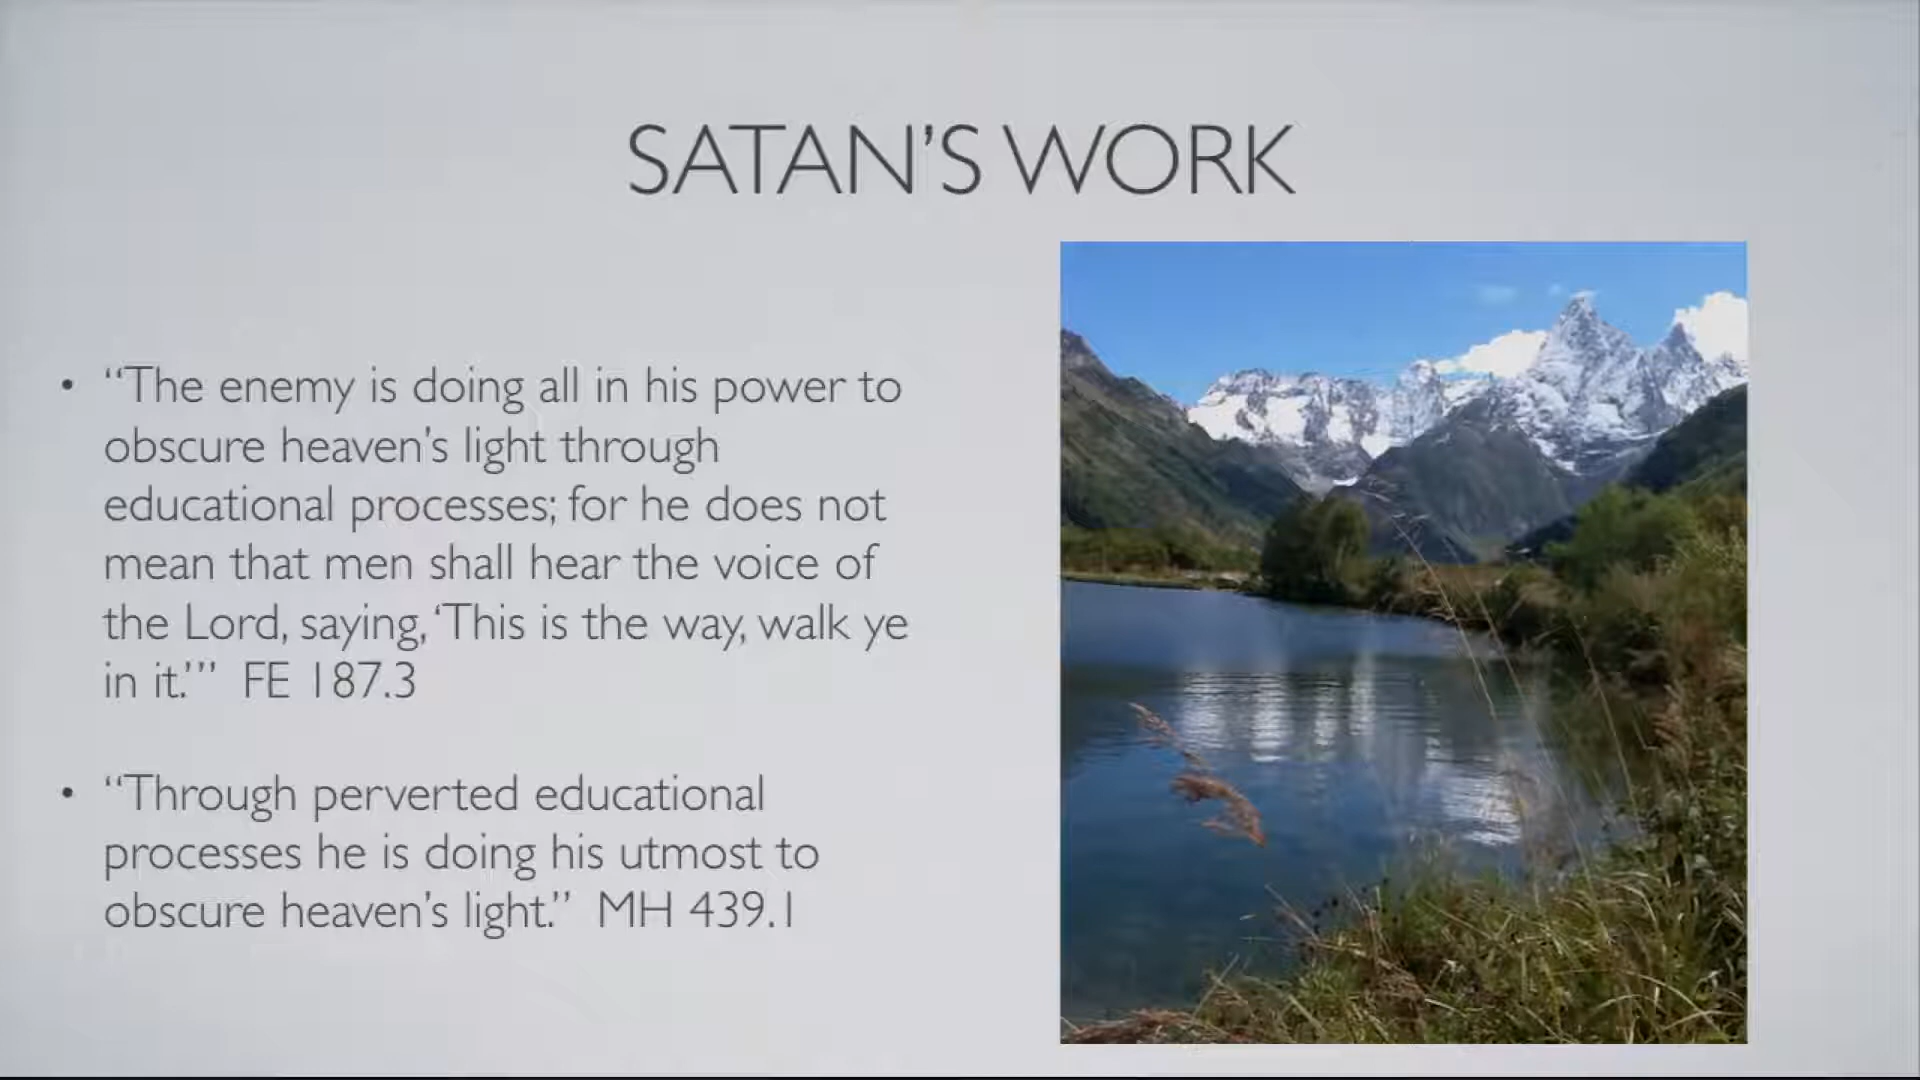 SATAN'S WORK
• “The enemy is doing all in his power to
obscure heaven's light through
educational processes; for he does not
mean that men shall hear the voice of
the Lord, saying, ‘This is the way, walk ye
in it.’” FE 187.3
• “Through perverted educational
processes he is doing his utmost to
obscure heaven's light.” MH 439.1